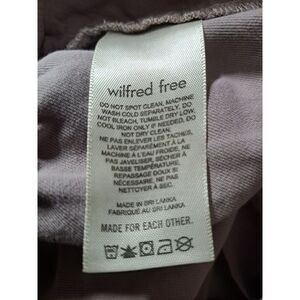 wilfred free
DO NOT SPOT CLEAN, MACHINE
WASH COLD SEPARATELY, DO
NOT BLEACH, TUMBLE DRY LOW,
COOL IRON ONLY IF NEEDED, DO
NOT DRY CLEAN.
NE PAS ENLEVER LES TACHES,
LAVER SÉPARÉMENT À LA
MACHINE À L'EAU FROIDE, NE
PAS JAVELISER, SÉCHER À
BASSE TEMPÉRATURE,
REPASSAGE DOUX SI
NÉCESSAIRE, NE PAS
NETTOYER À SEC.
MADE IN SRI LANKA
FABRIQUÉ AU SRI LANKA
MADE FOR EACH OTHER.